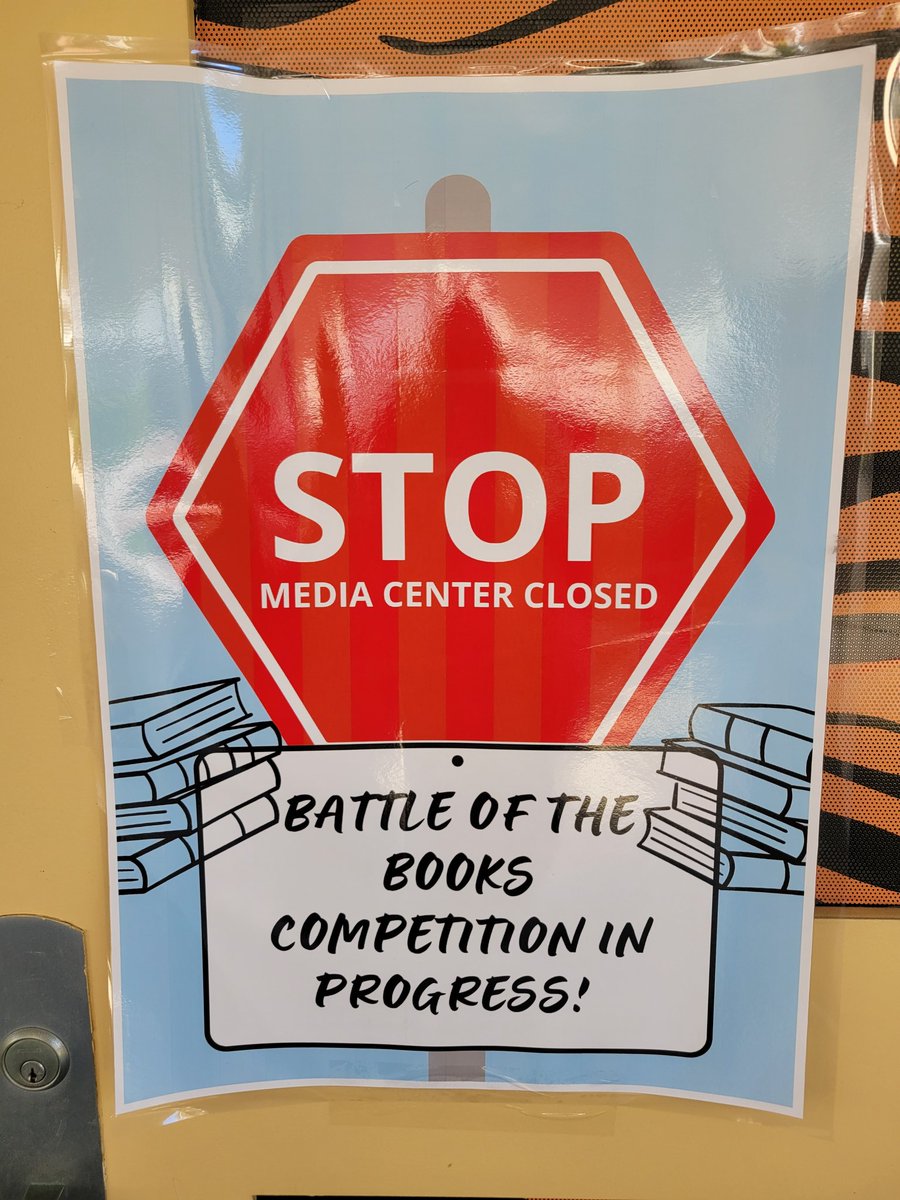 STOP
MEDIA CENTER CLOSED
BATTLE OF THE
BOOKS
COMPETITION IN
PROGRESS!